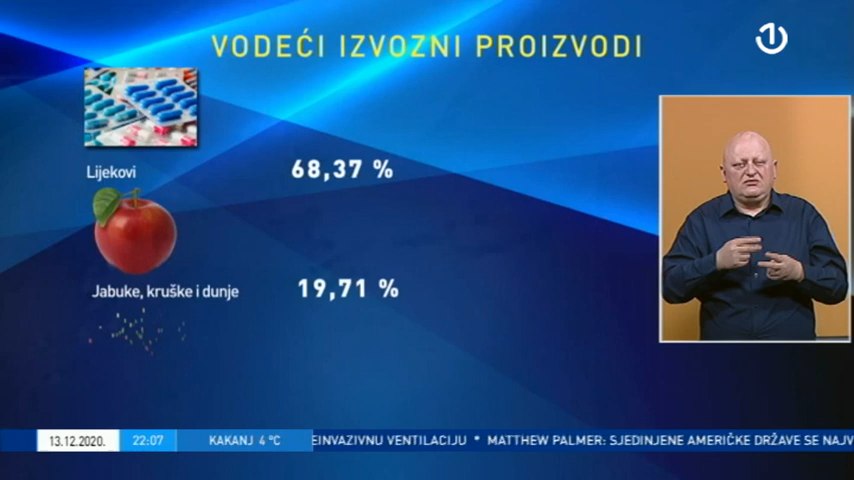 VODEĆI IZVOZNI PROIZVODI
1
Lijekovi 68,37 %
Jabuke, kruške i dunje 19,71 %
13.12.2020. 22:07 KAKANJ 4 °C EINVAZIVNU VENTILACIJU * MATTHEW PALMER: SJEDINJENE AMERIČKE DRŽAVE SE NAJV